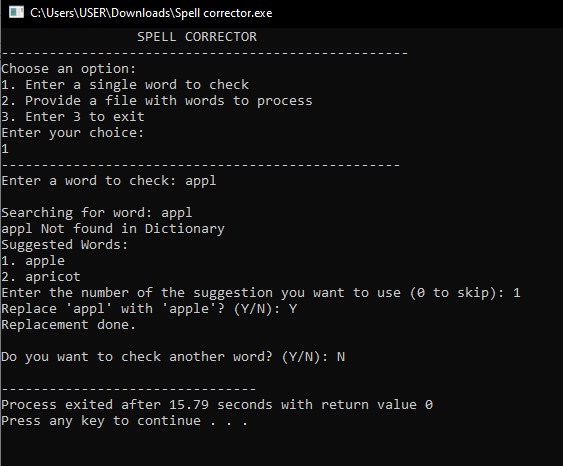 C:\Users\USER\Downloads\Spell corrector.exe
SPELL CORRECTOR
---------------------------------------------------
Choose an option:
1. Enter a single word to check
2. Provide a file with words to process
3. Enter 3 to exit
Enter your choice:
1
--------------------------------------------------
Enter a word to check: appl
Searching for word: appl
appl Not found in Dictionary
Suggested Words:
1. apple
2. apricot
Enter the number of the suggestion you want to use (0 to skip): 1
Replace 'appl' with 'apple'? (Y/N): Y
Replacement done.
Do you want to check another word? (Y/N): N
--------------------------------
Process exited after 15.79 seconds with return value 0
Press any key to continue . . .